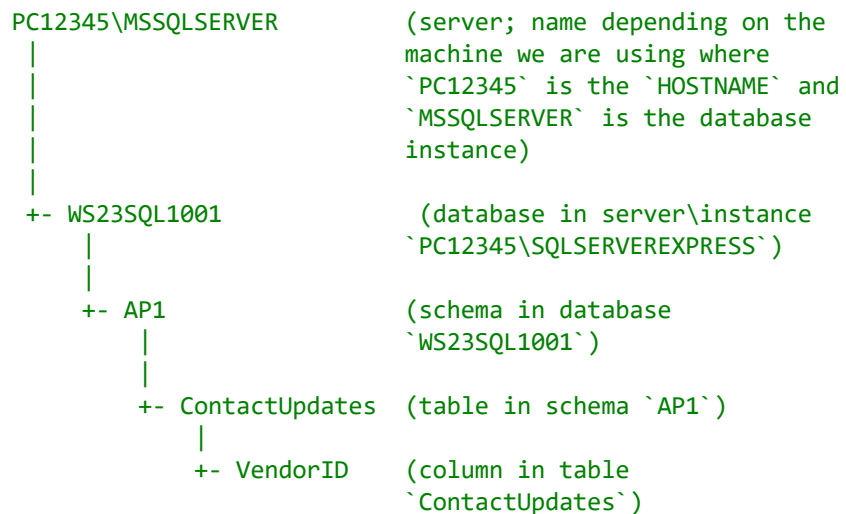 PC12345\MSSQLSERVER (server; name depending on the
| machine we are using where
| `PC12345` is the `HOSTNAME` and
| `MSSQLSERVER` is the database
| instance)
|
+- WS23SQL1001 (database in server\instance
| `PC12345\SQLSERVEREXPRESS`)
|
+- AP1 (schema in database
| `WS23SQL1001`)
|
+- ContactUpdates (table in schema `AP1`)
|
+- VendorID (column in table
`ContactUpdates`)